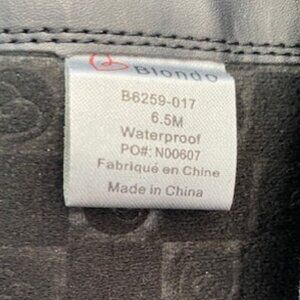 Blondo
B6259-017
6.5M
Waterproof
PO#: N00607
Fabriqué en Chine
Made in China